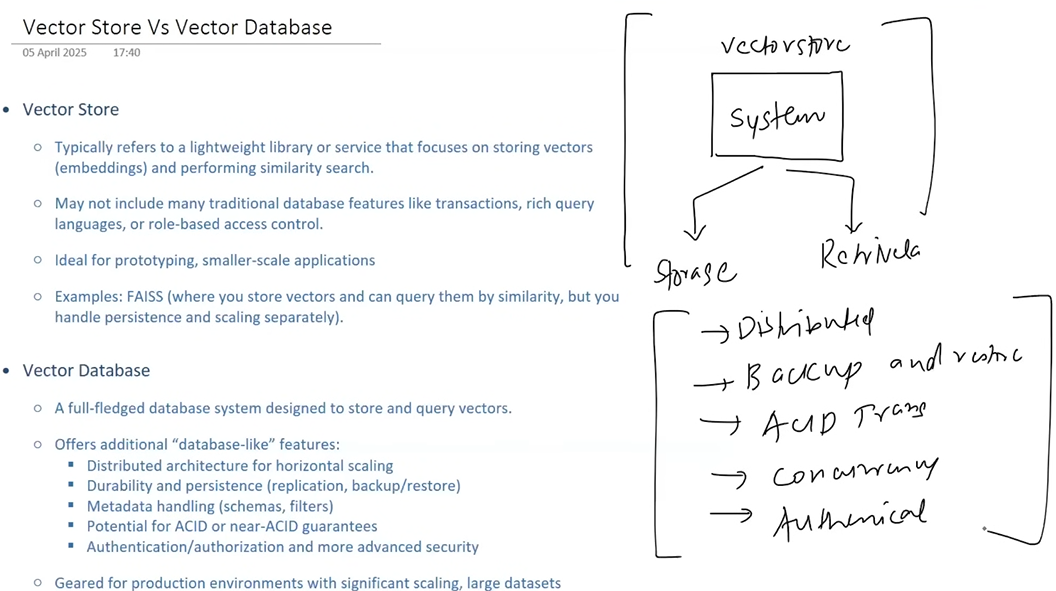 Vector Store Vs Vector Database
05 April 2025 17:40
• Vector Store
○ Typically refers to a lightweight library or service that focuses on storing vectors
(embeddings) and performing similarity search.
○ May not include many traditional database features like transactions, rich query
languages, or role-based access control.
○ Ideal for prototyping, smaller-scale applications
○ Examples: FAISS (where you store vectors and can query them by similarity, but you
handle persistence and scaling separately).
• Vector Database
○ A full-fledged database system designed to store and query vectors.
○ Offers additional “database-like” features:
▪ Distributed architecture for horizontal scaling
▪ Durability and persistence (replication, backup/restore)
▪ Metadata handling (schemas, filters)
▪ Potential for ACID or near-ACID guarantees
▪ Authentication/authorization and more advanced security
○ Geared for production environments with significant scaling, large datasets
vectorstore
System
Storage
Retrivela
→ Distributed
→ Backup and restore
→ ACID Trans
→ Concurrency
→ Authenical